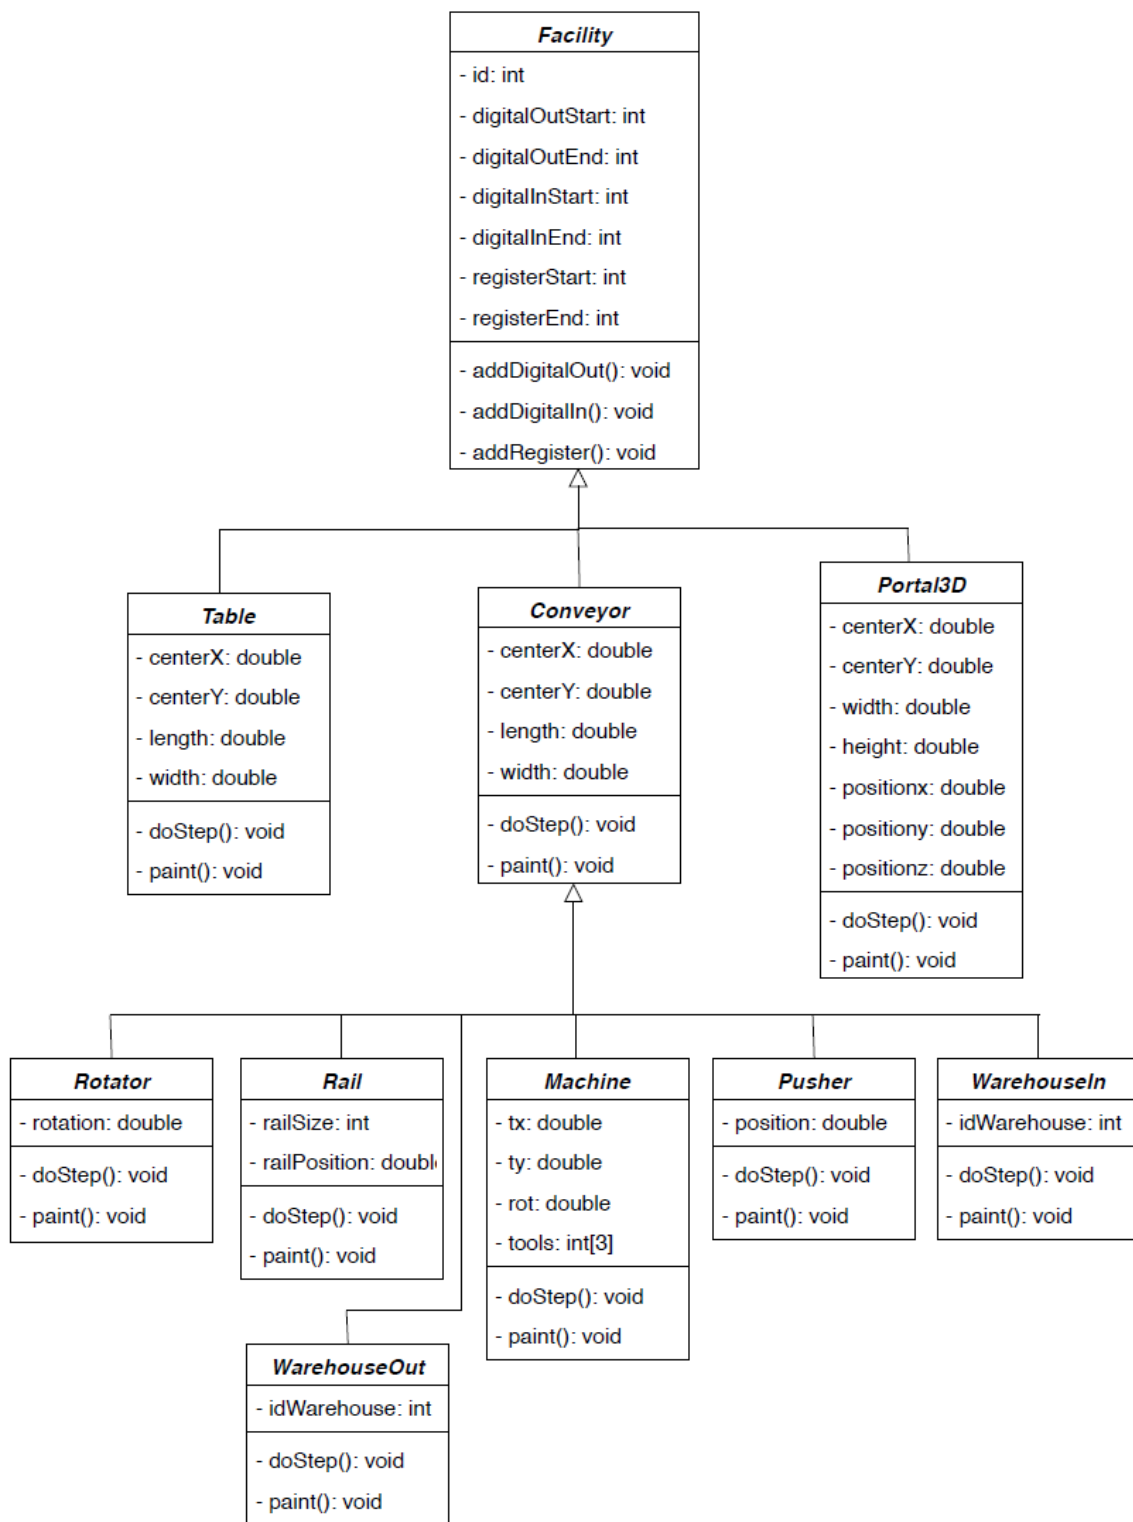 Facility
- id: int
- digitalOutStart: int
- digitalOutEnd: int
- digitalInStart: int
- digitalInEnd: int
- registerStart: int
- registerEnd: int
- addDigitalOut(): void
- addDigitalIn(): void
- addRegister(): void
Table
- centerX: double
- centerY: double
- length: double
- width: double
- doStep(): void
- paint(): void
Conveyor
- centerX: double
- centerY: double
- length: double
- width: double
- doStep(): void
- paint(): void
Portal3D
- centerX: double
- centerY: double
- width: double
- height: double
- positionx: double
- positiony: double
- positionz: double
- doStep(): void
- paint(): void
Rotator
- rotation: double
- doStep(): void
- paint(): void
Rail
- railSize: int
- railPosition: doubl
- doStep(): void
- paint(): void
Machine
- tx: double
- ty: double
- rot: double
- tools: int[3]
- doStep(): void
- paint(): void
Pusher
- position: double
- doStep(): void
- paint(): void
WarehouseIn
- idWarehouse: int
- doStep(): void
- paint(): void
WarehouseOut
- idWarehouse: int
- doStep(): void
- paint(): void